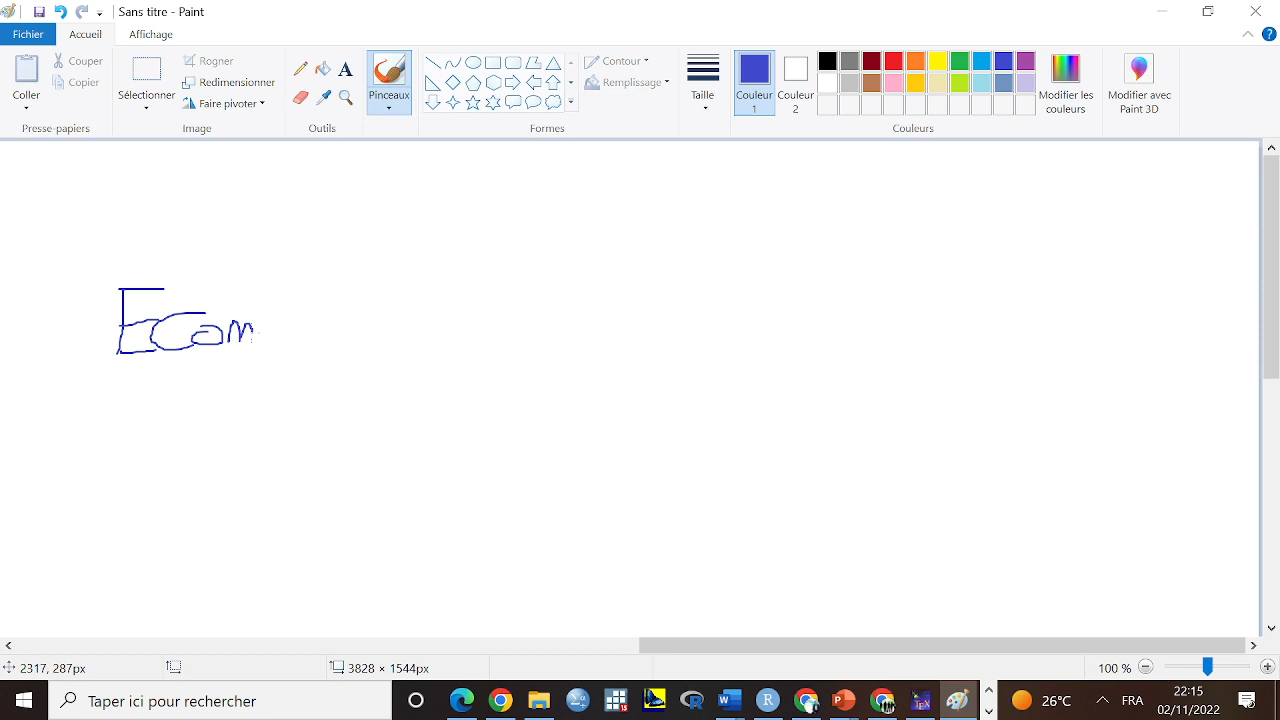 Sans titre - Paint
Fichier Accueil Affichage
Coller
Couper
Copier
Presse-papiers
Sélectionner
Rogner
Redimensionner
Faire pivoter
Image
A
Outils
Pinceaux
Contour
Remplissage
Formes
Taille
Couleur 1
Couleur 2
Modifier les couleurs
Couleurs
Modifier avec Paint 3D
Ecom
2317, 287px
3828 × 1544px
100 %
Taper ici pour rechercher
26°C
FRA
22:15
02/11/2022